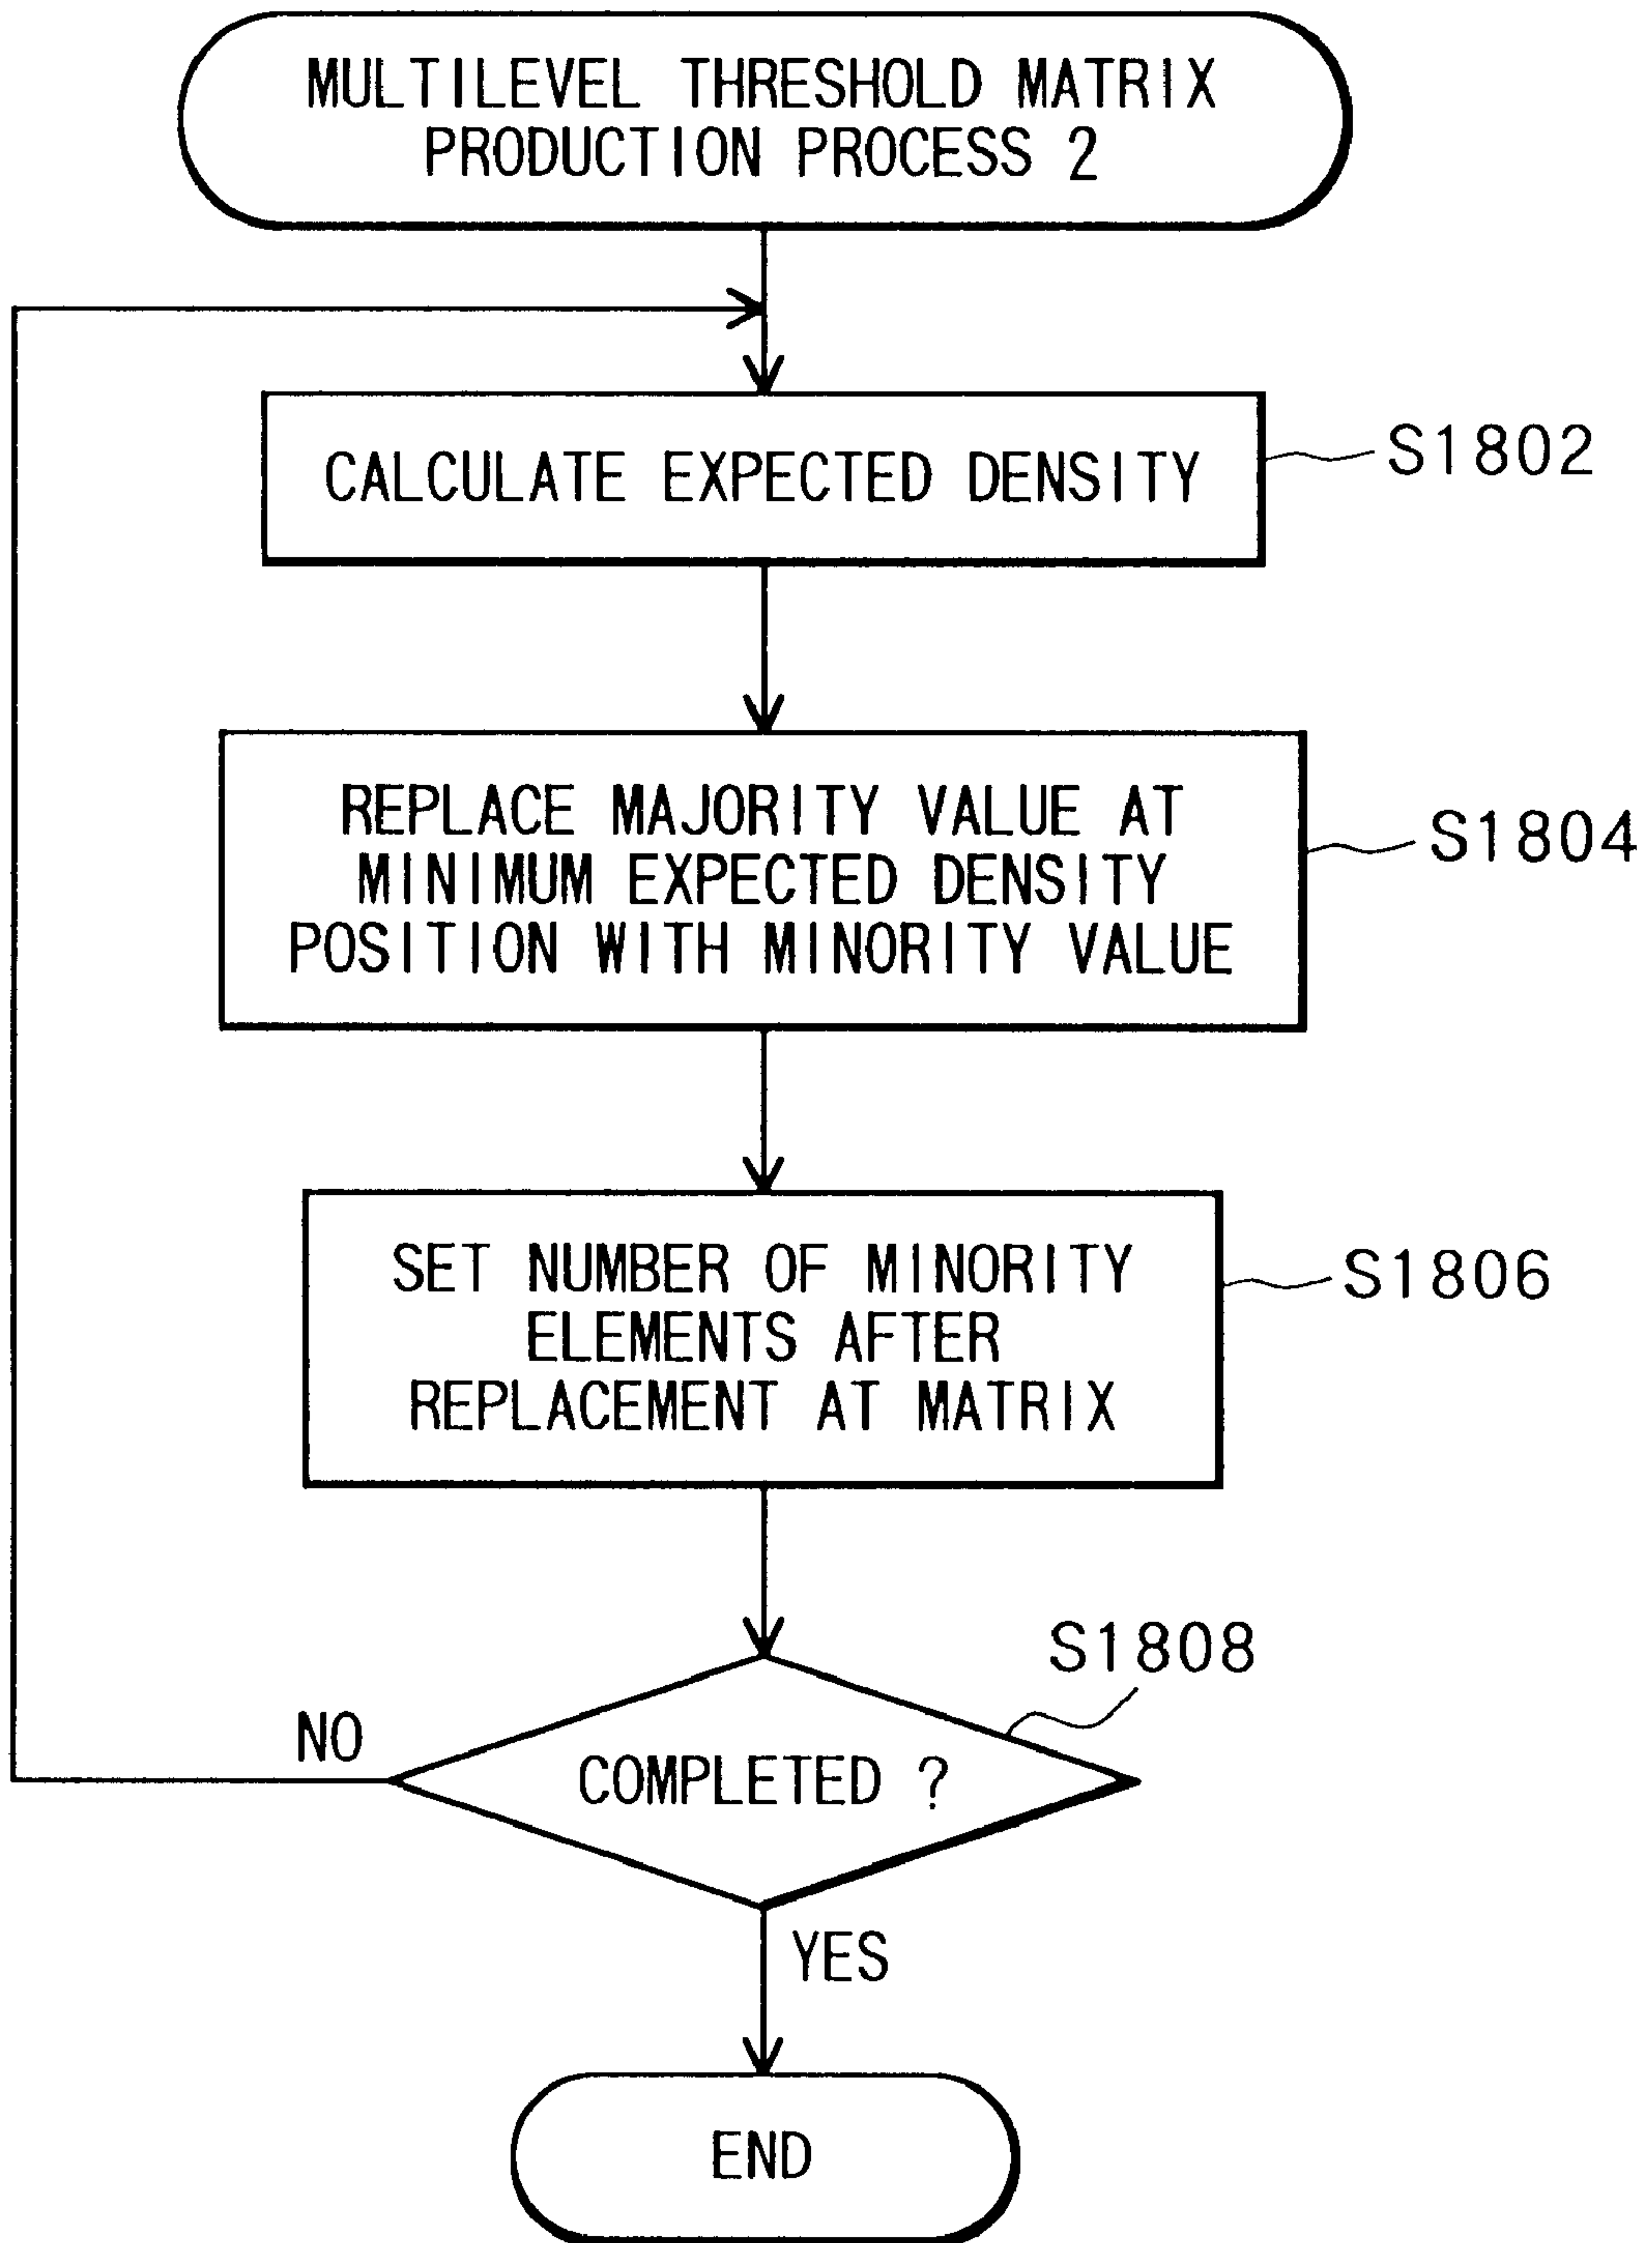 MULTILEVEL THRESHOLD MATRIX
PRODUCTION PROCESS 2
CALCULATE EXPECTED DENSITY
S1802
REPLACE MAJORITY VALUE AT
MINIMUM EXPECTED DENSITY
POSITION WITH MINORITY VALUE
S1804
SET NUMBER OF MINORITY
ELEMENTS AFTER
REPLACEMENT AT MATRIX
S1806
S1808
NO
COMPLETED ?
YES
END